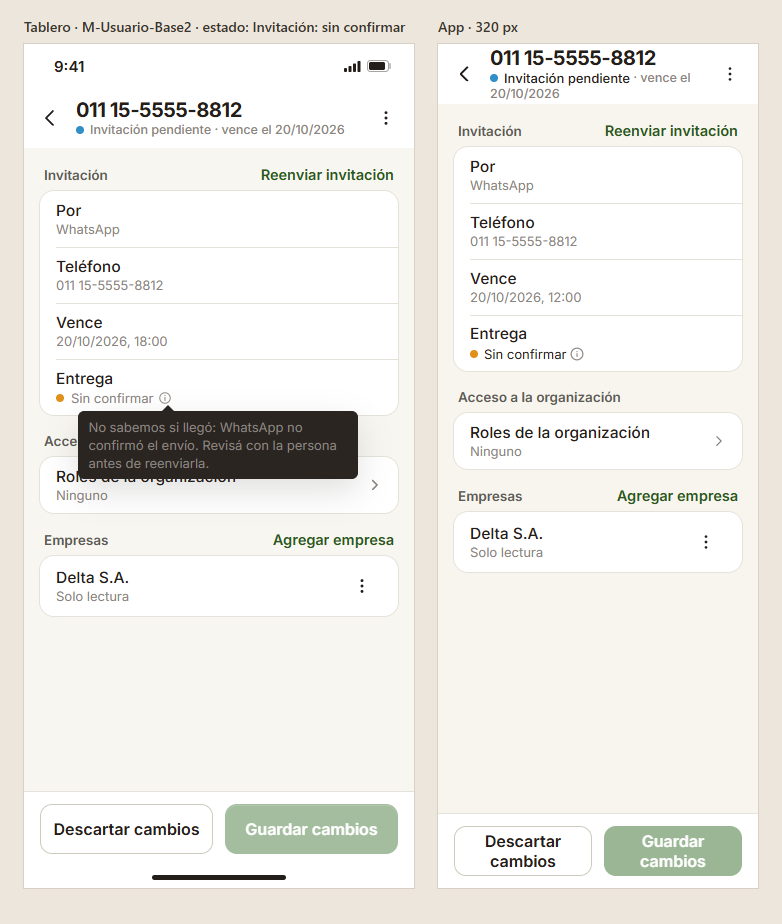 Tablero · M-Usuario-Base2 · estado: Invitación: sin confirmar
9:41
011 15-5555-8812
Invitación pendiente · vence el 20/10/2026
Invitación
Reenviar invitación
Por
WhatsApp
Teléfono
011 15-5555-8812
Vence
20/10/2026, 18:00
Entrega
Sin confirmar
No sabemos si llegó: WhatsApp no
confirmó el envío. Revisá con la persona
antes de reenviarla.
Acce
Roles de la organización
Ninguno
Empresas
Agregar empresa
Delta S.A.
Solo lectura
Descartar cambios
Guardar cambios
App · 320 px
011 15-5555-8812
Invitación pendiente · vence el
20/10/2026
Invitación
Reenviar invitación
Por
WhatsApp
Teléfono
011 15-5555-8812
Vence
20/10/2026, 12:00
Entrega
Sin confirmar
Acceso a la organización
Roles de la organización
Ninguno
Empresas
Agregar empresa
Delta S.A.
Solo lectura
Descartar
cambios
Guardar
cambios